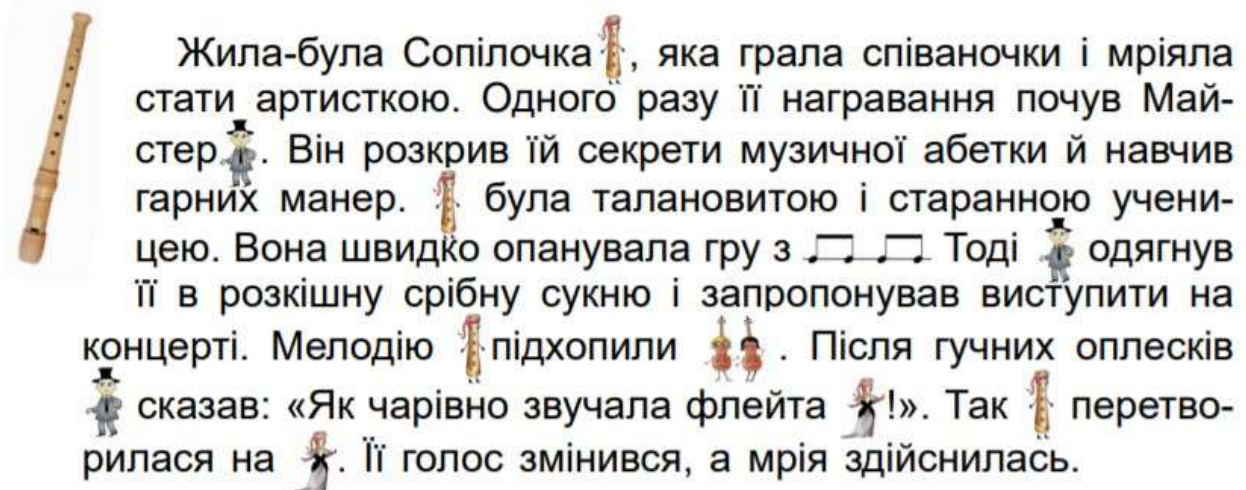 Жила-була Сопілочка, яка грала співаночки і мріяла
стати артисткою. Одного разу її награвання почув Май-
стер. Він розкрив їй секрети музичної абетки й навчив
гарних манер. була талановитою і старанною учени-
цею. Вона швидко опанувала гру з Тоді одягнув
її в розкішну срібну сукню і запропонував виступити на
концерті. Мелодію підхопили . Після гучних оплесків
сказав: «Як чарівно звучала флейта !». Так перетво-
рилася на . Її голос змінився, а мрія здійснилась.